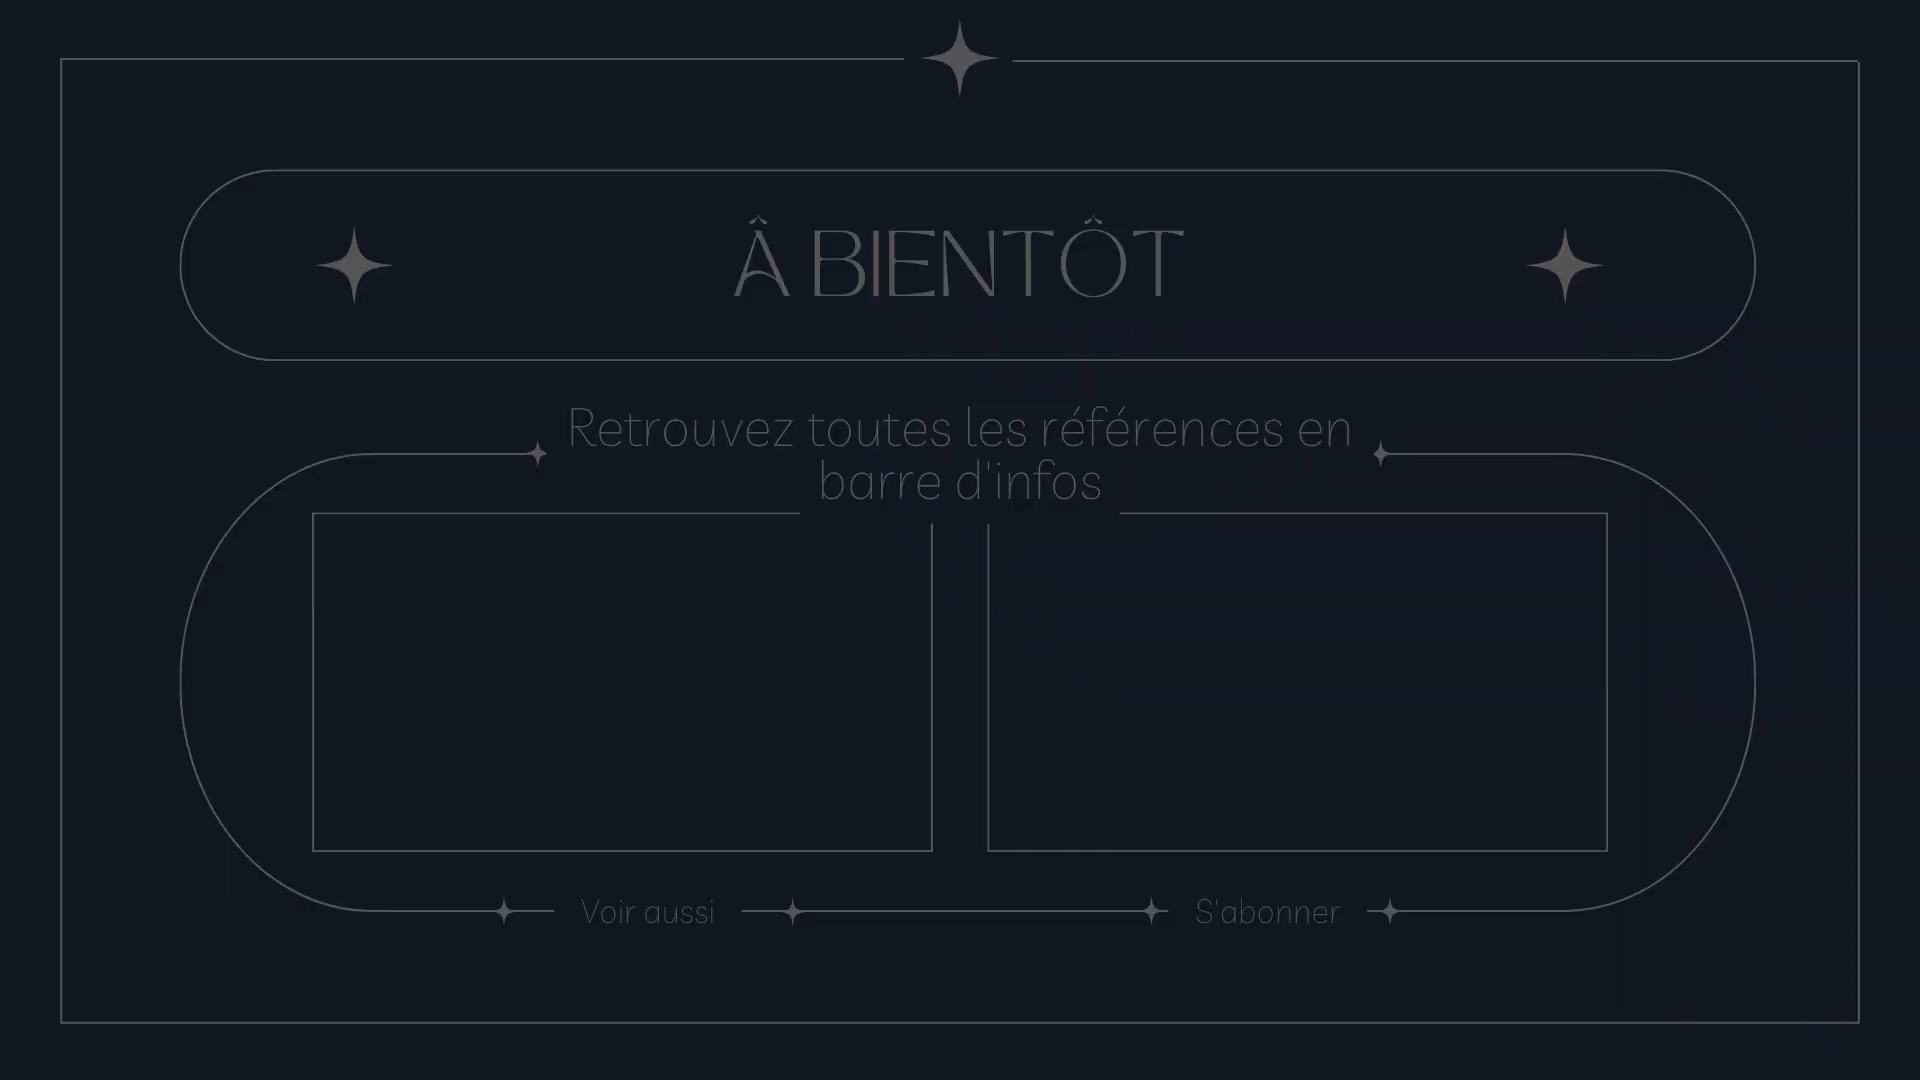 Â BIENTÔT
Retrouvez toutes les références en
barre d'infos
Voir aussi
S'abonner